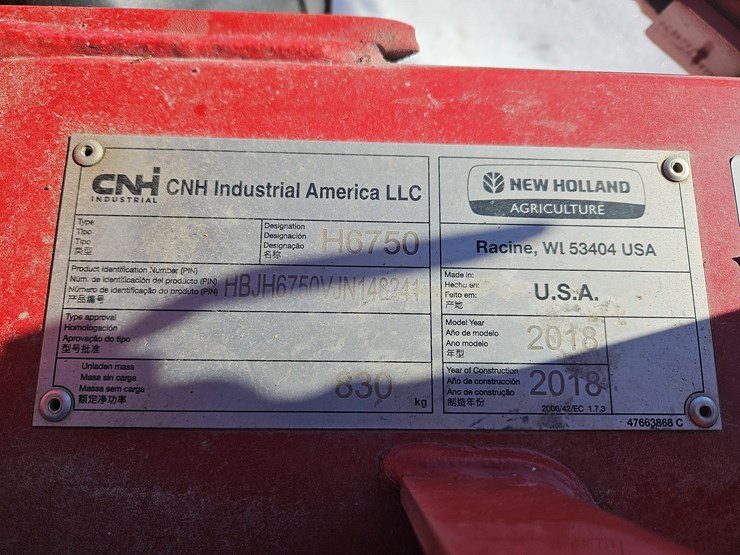 CNH
INDUSTRIAL
CNH Industrial America LLC
Type
Tipo
Tipo
类型
Designation
Designación
Designação
名称
H6750
Product Identification Number (PIN)
Núm. de identificación del producto (PIN)
Número de identificação do produto (PIN)
产品编号
HBJH6750VJN148241
Type approval
Homologación
Aprovação do tipo
型号批准
Unladen mass
Masa sin carga
Massa sem carga
额定净功率
830
kg
NEW HOLLAND
AGRICULTURE
Racine, WI 53404 USA
Made in:
Hecho en:
Feito em:
产地
U.S.A.
Model Year
Año de modelo
Ano modelo
年型
2018
Year of Construction
Año de construcción
Ano de construção
制造年份
2018
2006/42/EC 1.7.3
47663868 C